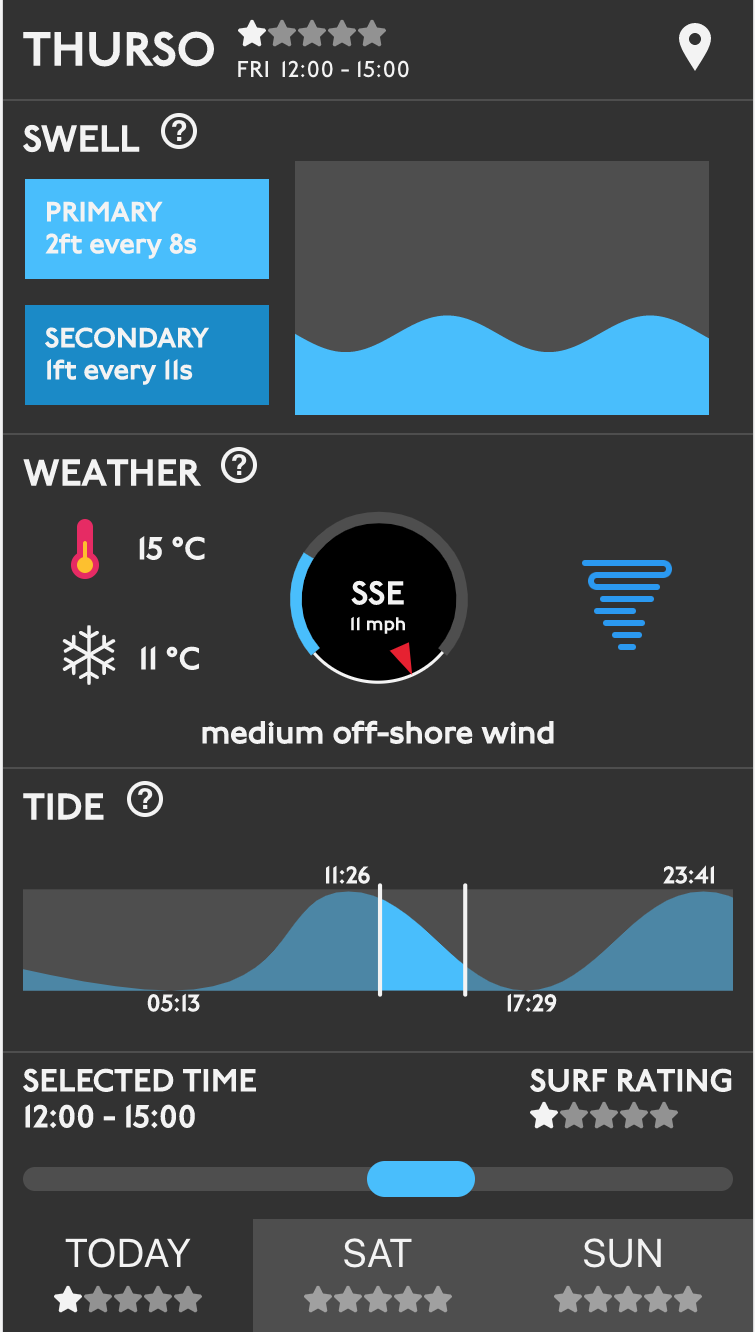 THURSO
FRI 12:00 - 15:00
SWELL ?
PRIMARY
2ft every 8s
SECONDARY
1ft every 11s
WEATHER ?
15 °C
11 °C
SSE
11 mph
medium off-shore wind
TIDE ?
11:26
23:41
05:13
17:29
SELECTED TIME
12:00 - 15:00
SURF RATING
TODAY
SAT
SUN